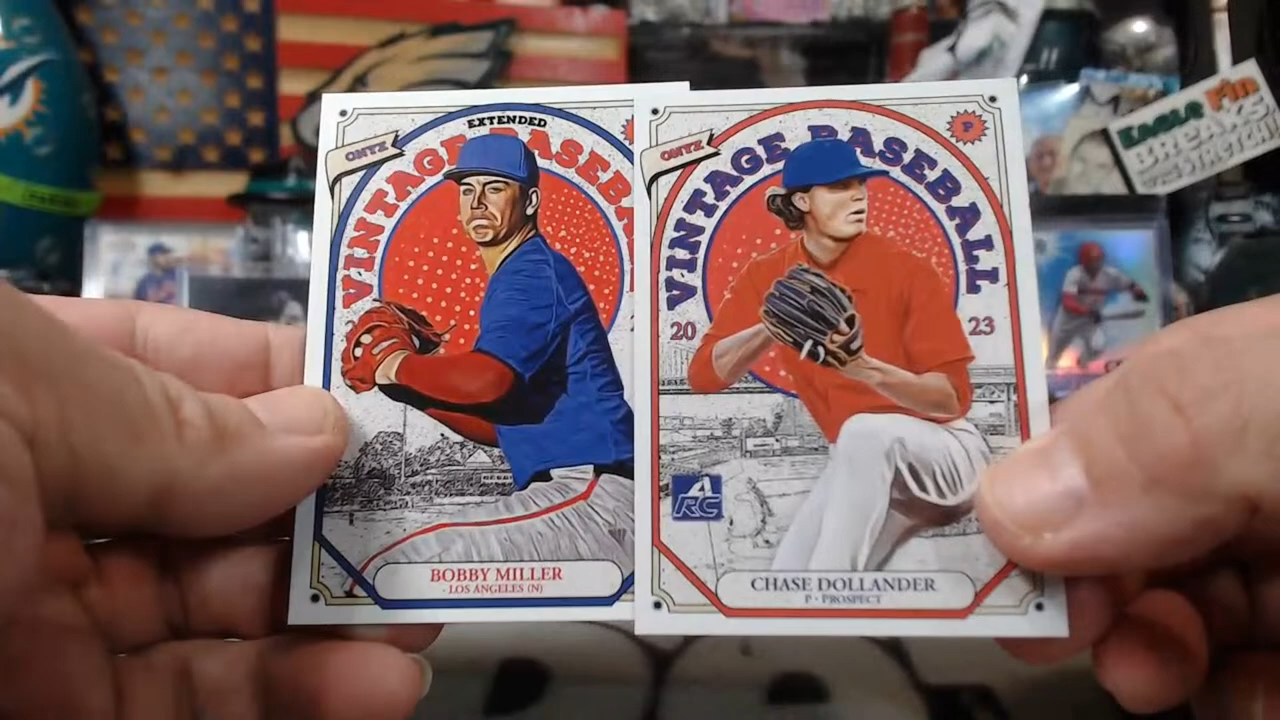 EXTENDED
ONYX
VINTAGE BASEBA
BOBBY MILLER
- LOS ANGELES (N)
ONYX
P
VINTAGE BASEBALL
20 23
A
RC
CHASE DOLLANDER
P • PROSPECT
EAGLE FIN
BREAKS